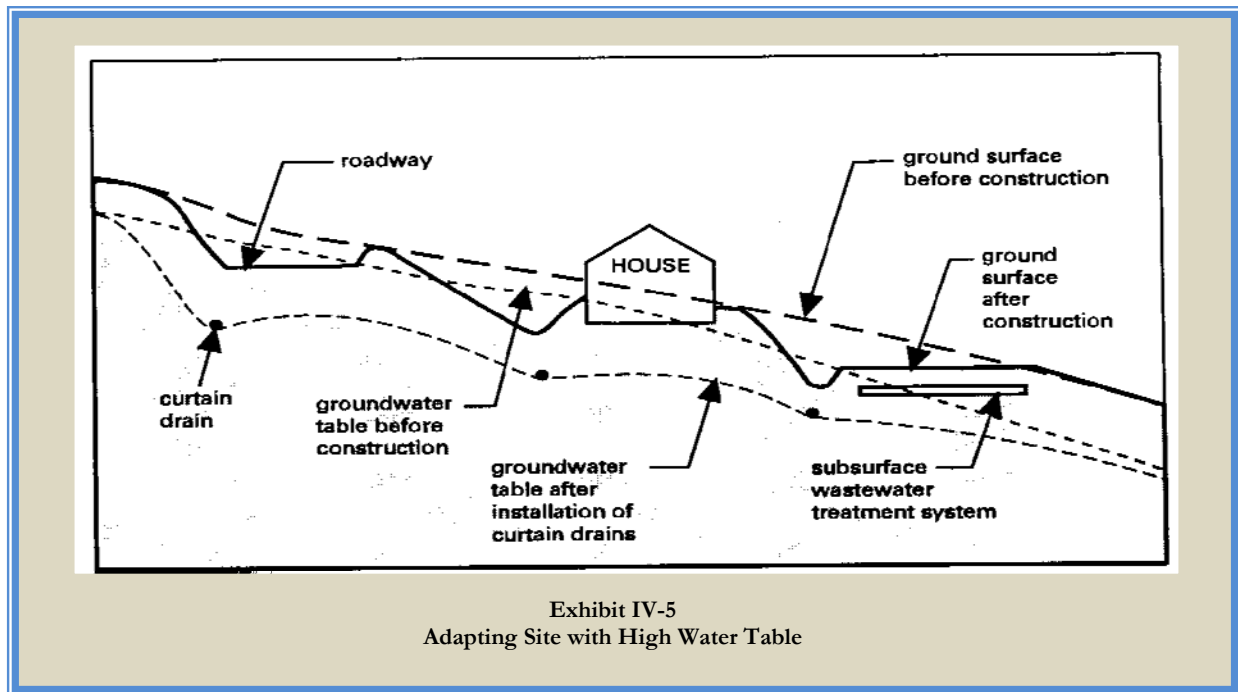 roadway
ground surface
before construction
HOUSE
ground
surface
after
construction
curtain
drain
groundwater
table before
construction
groundwater
table after
installation of
curtain drains
subsurface
wastewater
treatment system
Exhibit IV-5
Adapting Site with High Water Table